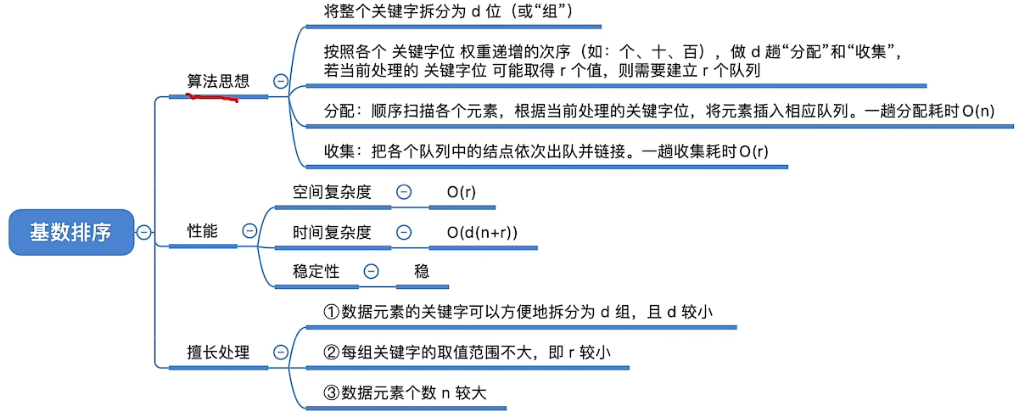 基数排序
算法思想
将整个关键字拆分为 d 位（或“组”）
按照各个 关键字位 权重递增的次序（如：个、十、百），做 d 趟“分配”和“收集”，
若当前处理的 关键字位 可能取得 r 个值，则需要建立 r 个队列
分配：顺序扫描各个元素，根据当前处理的关键字位，将元素插入相应队列。一趟分配耗时O(n)
收集：把各个队列中的结点依次出队并链接。一趟收集耗时O(r)
性能
空间复杂度 O(r)
时间复杂度 O(d(n+r))
稳定性 稳
擅长处理
①数据元素的关键字可以方便地拆分为 d 组，且 d 较小
②每组关键字的取值范围不大，即 r 较小
③数据元素个数 n 较大